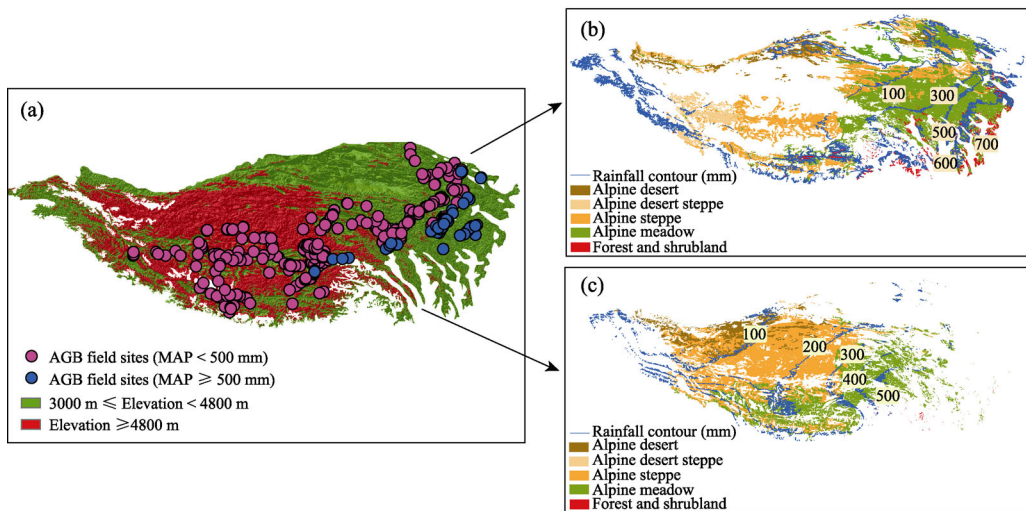 (a)
AGB field sites (MAP < 500 mm)
AGB field sites (MAP ≥ 500 mm)
3000 m ≤ Elevation < 4800 m
Elevation ≥4800 m
(b)
100
300
500
700
600
Rainfall contour (mm)
Alpine desert
Alpine desert steppe
Alpine steppe
Alpine meadow
Forest and shrubland
(c)
100
200
300
400
500
Rainfall contour (mm)
Alpine desert
Alpine desert steppe
Alpine steppe
Alpine meadow
Forest and shrubland